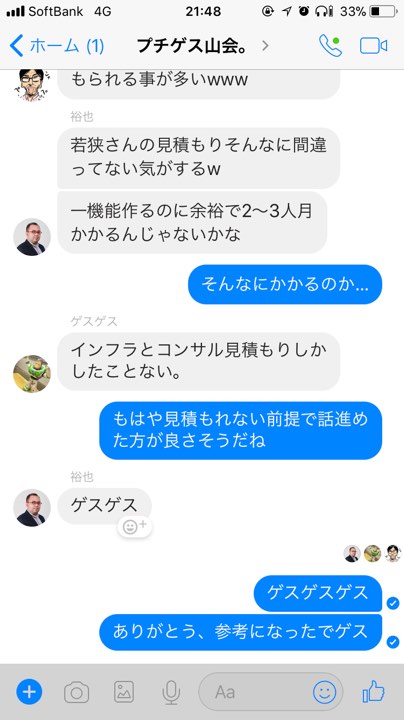 SoftBank 4G 21:48 33%
ホーム (1) プチゲス山会。
もられる事が多いwww
裕也
若狭さんの見積もりそんなに間違
ってない気がするw
一機能作るのに余裕で2〜3人月
かかるんじゃないかな
そんなにかかるのか...
ゲスゲス
インフラとコンサル見積もりしか
したことない。
もはや見積もれない前提で話進め
た方が良さそうだね
裕也
ゲスゲス
ゲスゲスゲス
ありがとう、参考になったでゲス
Aa